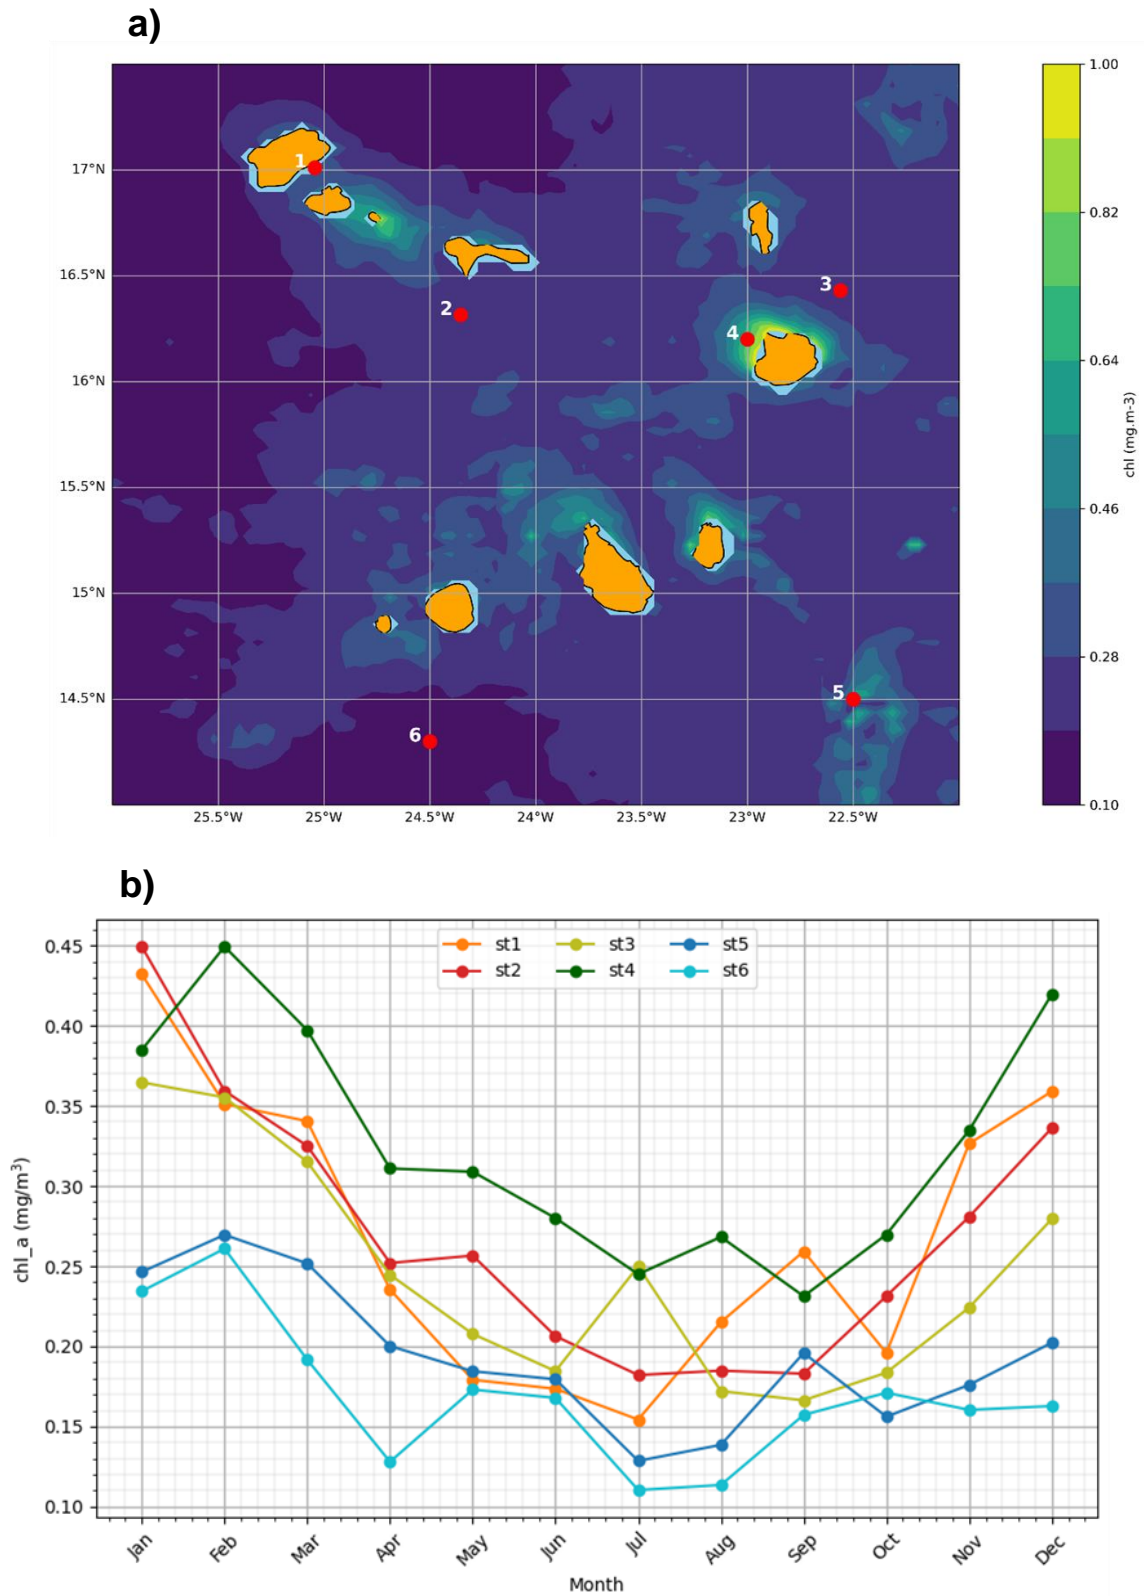 a)
17°N
16.5°N
16°N
15.5°N
15°N
14.5°N
25.5°W 25°W 24.5°W 24°W 23.5°W 23°W 22.5°W
1
2
3
4
5
6
1.00
0.82
0.64
0.46
0.28
0.10
chl (mg.m-3)
b)
st1 st3 st5
st2 st4 st6
0.45
0.40
0.35
0.30
0.25
0.20
0.15
0.10
chl_a (mg/m³)
Jan Feb Mar Apr May Jun Jul Aug Sep Oct Nov Dec
Month